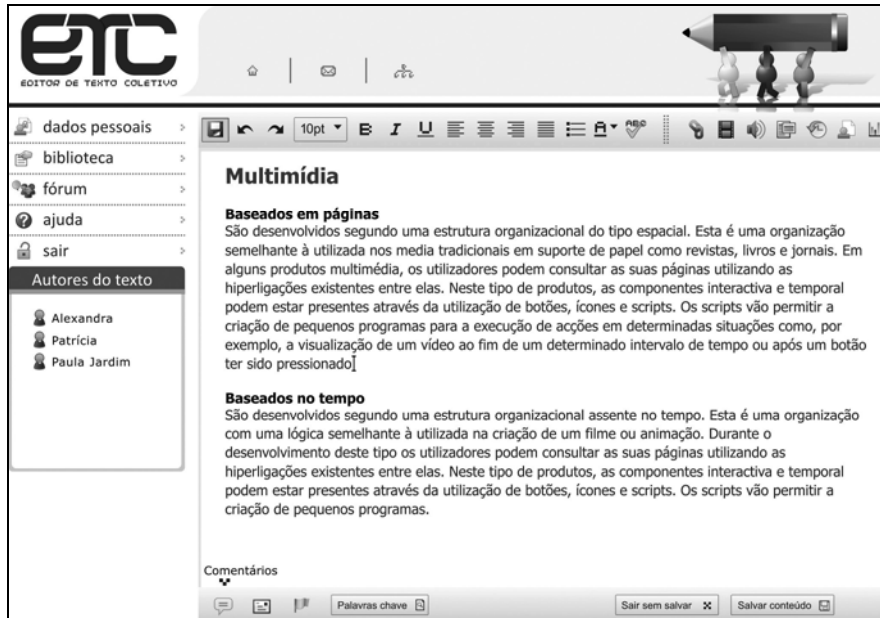 ETC
EDITOR DE TEXTO COLETIVO
dados pessoais >
biblioteca >
fórum >
ajuda >
sair >
Autores do texto
Alexandra
Patrícia
Paula Jardim
10pt B I U A ABC
Multimídia
Baseados em páginas
São desenvolvidos segundo uma estrutura organizacional do tipo espacial. Esta é uma organização
semelhante à utilizada nos media tradicionais em suporte de papel como revistas, livros e jornais. Em
alguns produtos multimédia, os utilizadores podem consultar as suas páginas utilizando as
hiperligações existentes entre elas. Neste tipo de produtos, as componentes interactiva e temporal
podem estar presentes através da utilização de botões, ícones e scripts. Os scripts vão permitir a
criação de pequenos programas para a execução de acções em determinadas situações como, por
exemplo, a visualização de um vídeo ao fim de um determinado intervalo de tempo ou após um botão
ter sido pressionado
Baseados no tempo
São desenvolvidos segundo uma estrutura organizacional assente no tempo. Esta é uma organização
com uma lógica semelhante à utilizada na criação de um filme ou animação. Durante o
desenvolvimento deste tipo os utilizadores podem consultar as suas páginas utilizando as
hiperligações existentes entre elas. Neste tipo de produtos, as componentes interactiva e temporal
podem estar presentes através da utilização de botões, ícones e scripts. Os scripts vão permitir a
criação de pequenos programas.
Comentários
Palavras chave
Sair sem salvar
Salvar conteúdo